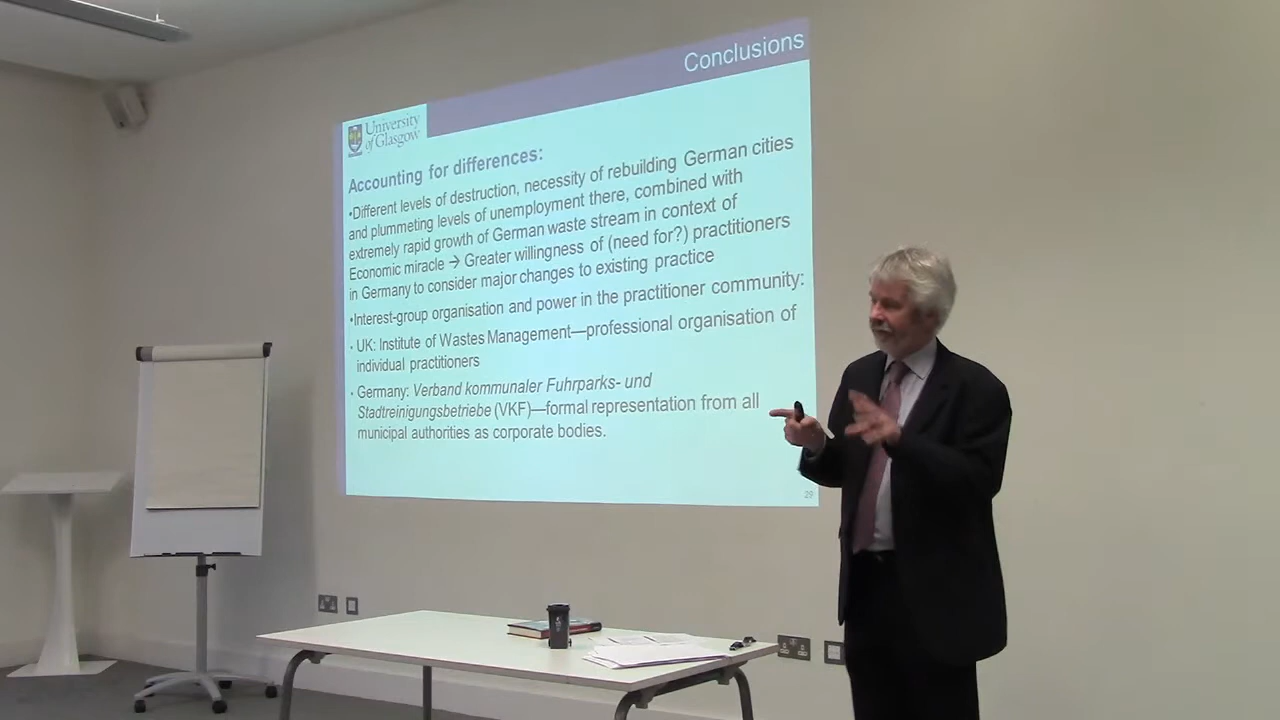 Conclusions
University
of Glasgow
Accounting for differences:
•Different levels of destruction, necessity of rebuilding German cities
and plummeting levels of unemployment there, combined with
extremely rapid growth of German waste stream in context of
Economic miracle → Greater willingness of (need for?) practitioners
in Germany to consider major changes to existing practice
•Interest-group organisation and power in the practitioner community:
• UK: Institute of Wastes Management—professional organisation of
individual practitioners
• Germany: Verband kommunaler Fuhrparks- und
Stadtreinigungsbetriebe (VKF)—formal representation from all
municipal authorities as corporate bodies.
29